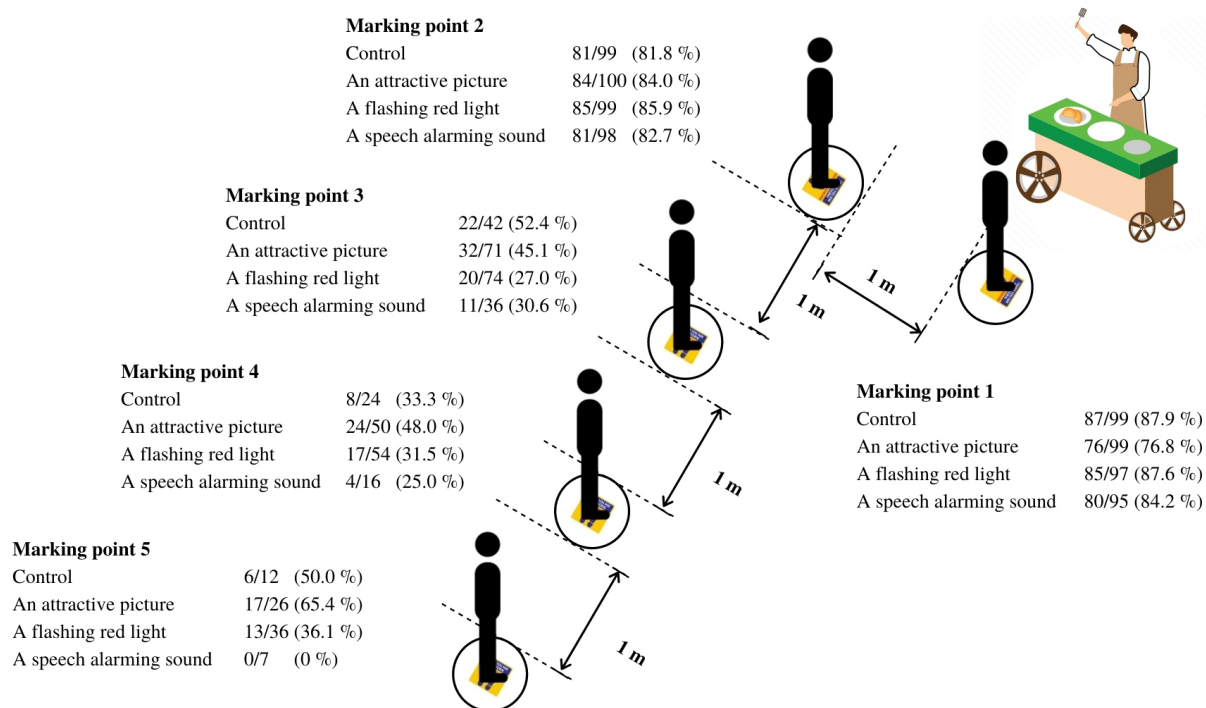 Marking point 2
Control 81/99 (81.8 %)
An attractive picture 84/100 (84.0 %)
A flashing red light 85/99 (85.9 %)
A speech alarming sound 81/98 (82.7 %)
Marking point 3
Control 22/42 (52.4 %)
An attractive picture 32/71 (45.1 %)
A flashing red light 20/74 (27.0 %)
A speech alarming sound 11/36 (30.6 %)
1 m
1 m
Marking point 4
Control 8/24 (33.3 %)
An attractive picture 24/50 (48.0 %)
A flashing red light 17/54 (31.5 %)
A speech alarming sound 4/16 (25.0 %)
1 m
Marking point 1
Control 87/99 (87.9 %)
An attractive picture 76/99 (76.8 %)
A flashing red light 85/97 (87.6 %)
A speech alarming sound 80/95 (84.2 %)
Marking point 5
Control 6/12 (50.0 %)
An attractive picture 17/26 (65.4 %)
A flashing red light 13/36 (36.1 %)
A speech alarming sound 0/7 (0 %)
1 m